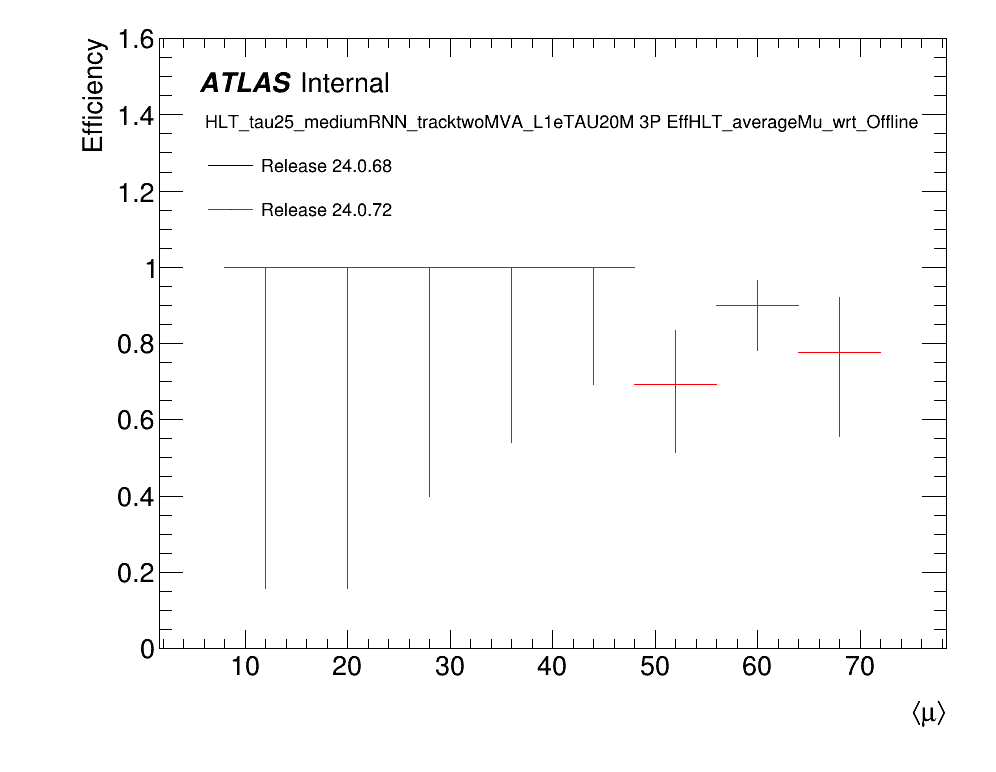 Efficiency
1.6
1.4
1.2
1
0.8
0.6
0.4
0.2
0
ATLAS Internal
HLT_tau25_mediumRNN_tracktwoMVA_L1eTAU20M 3P EffHLT_averageMu_wrt_Offline
Release 24.0.68
Release 24.0.72
10 20 30 40 50 60 70
⟨μ⟩